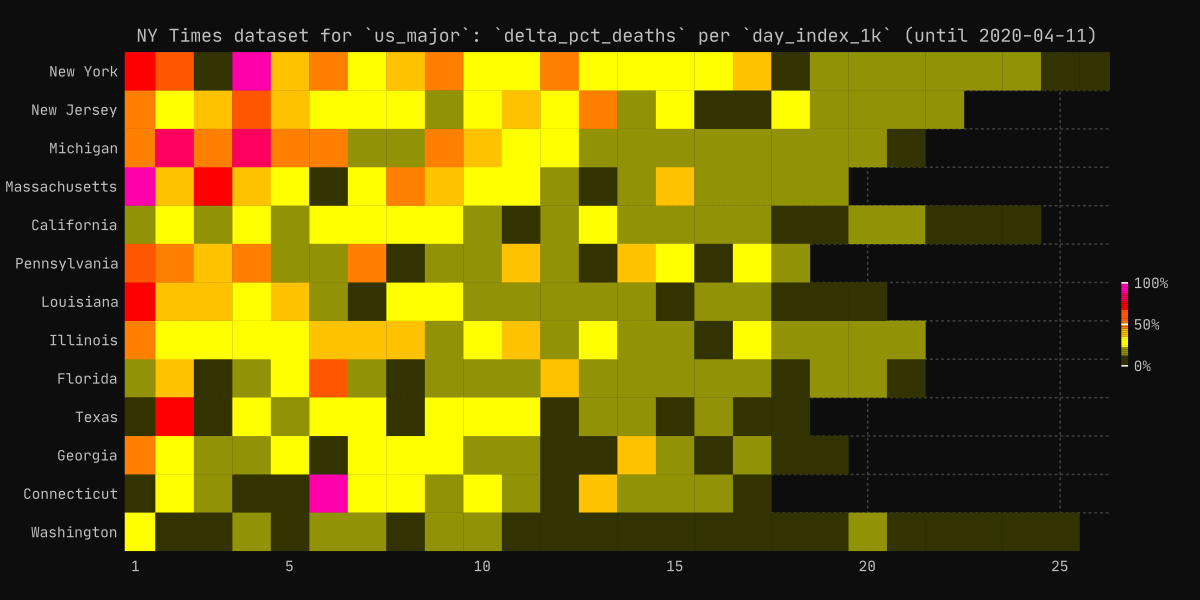 NY Times dataset for `us_major`: `delta_pct_deaths` per `day_index_1k` (until 2020-04-11)
New York
New Jersey
Michigan
Massachusetts
California
Pennsylvania
Louisiana
Illinois
Florida
Texas
Georgia
Connecticut
Washington
100%
50%
0%
1 5 10 15 20 25